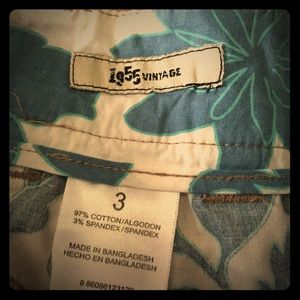 1955 VINTAGE
3
97% COTTON/ALGODON
3% SPANDEX/SPANDEX
MADE IN BANGLADESH
HECHO EN BANGLADESH